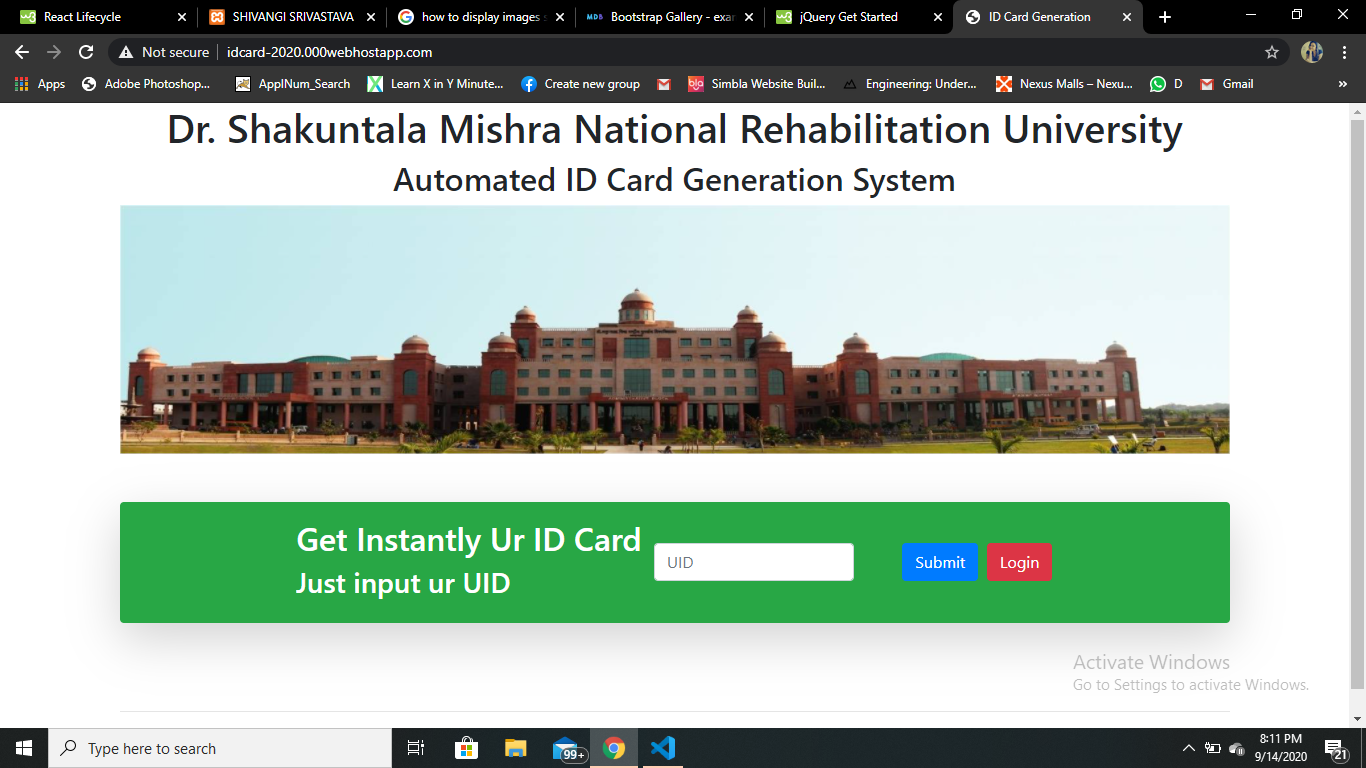 React Lifecycle
SHIVANGI SRIVASTAVA
how to display images
Bootstrap Gallery - exa
jQuery Get Started
ID Card Generation
Not secure
idcard-2020.000webhostapp.com
Apps
Adobe Photoshop...
ApplNum_Search
Learn X in Y Minute...
Create new group
Simbla Website Buil...
Engineering: Under...
Nexus Malls – Nexu...
D
Gmail
»
Dr. Shakuntala Mishra National Rehabilitation University
Automated ID Card Generation System
Get Instantly Ur ID Card
Just input ur UID
UID
Submit
Login
Activate Windows
Go to Settings to activate Windows.
Type here to search
99+
8:11 PM
9/14/2020
21